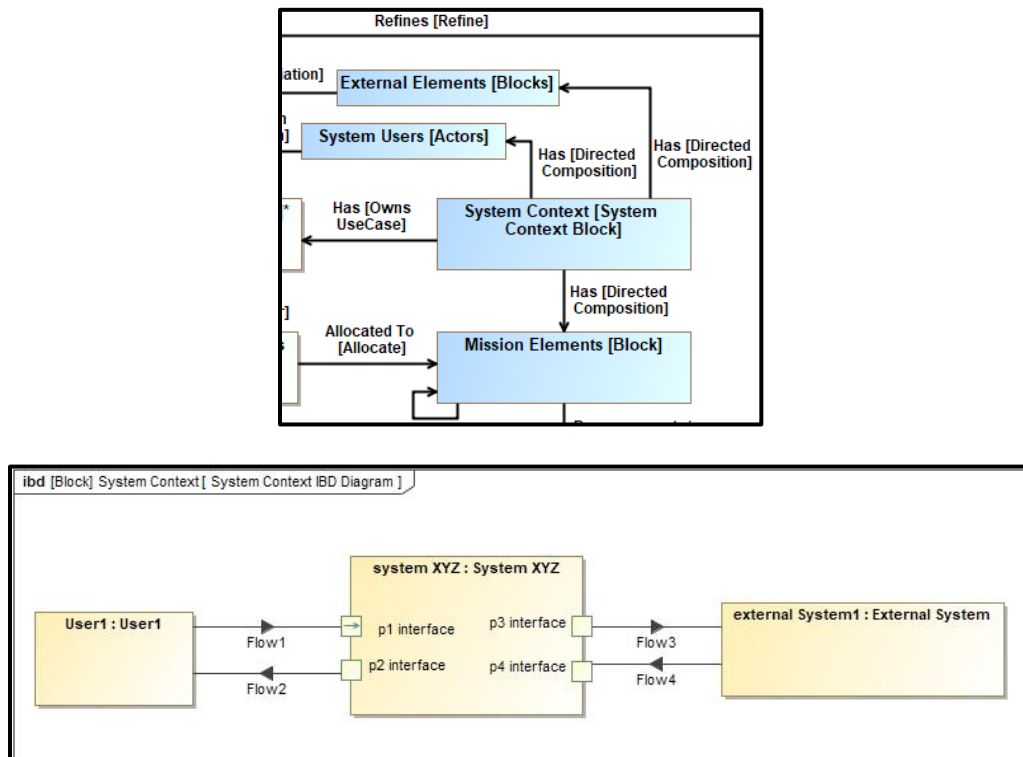 Refines [Refine]
iation]
External Elements [Blocks]
n
n]
System Users [Actors]
Has [Directed
Composition]
Has [Directed
Composition]
*
]
Has [Owns
UseCase]
System Context [System
Context Block]
Has [Directed
Composition]
r]
s
Allocated To
[Allocate]
Mission Elements [Block]
ibd [Block] System Context [ System Context IBD Diagram ]
system XYZ : System XYZ
User1 : User1
external System1 : External System
p1 interface
p3 interface
Flow1
Flow3
p2 interface
p4 interface
Flow2
Flow4